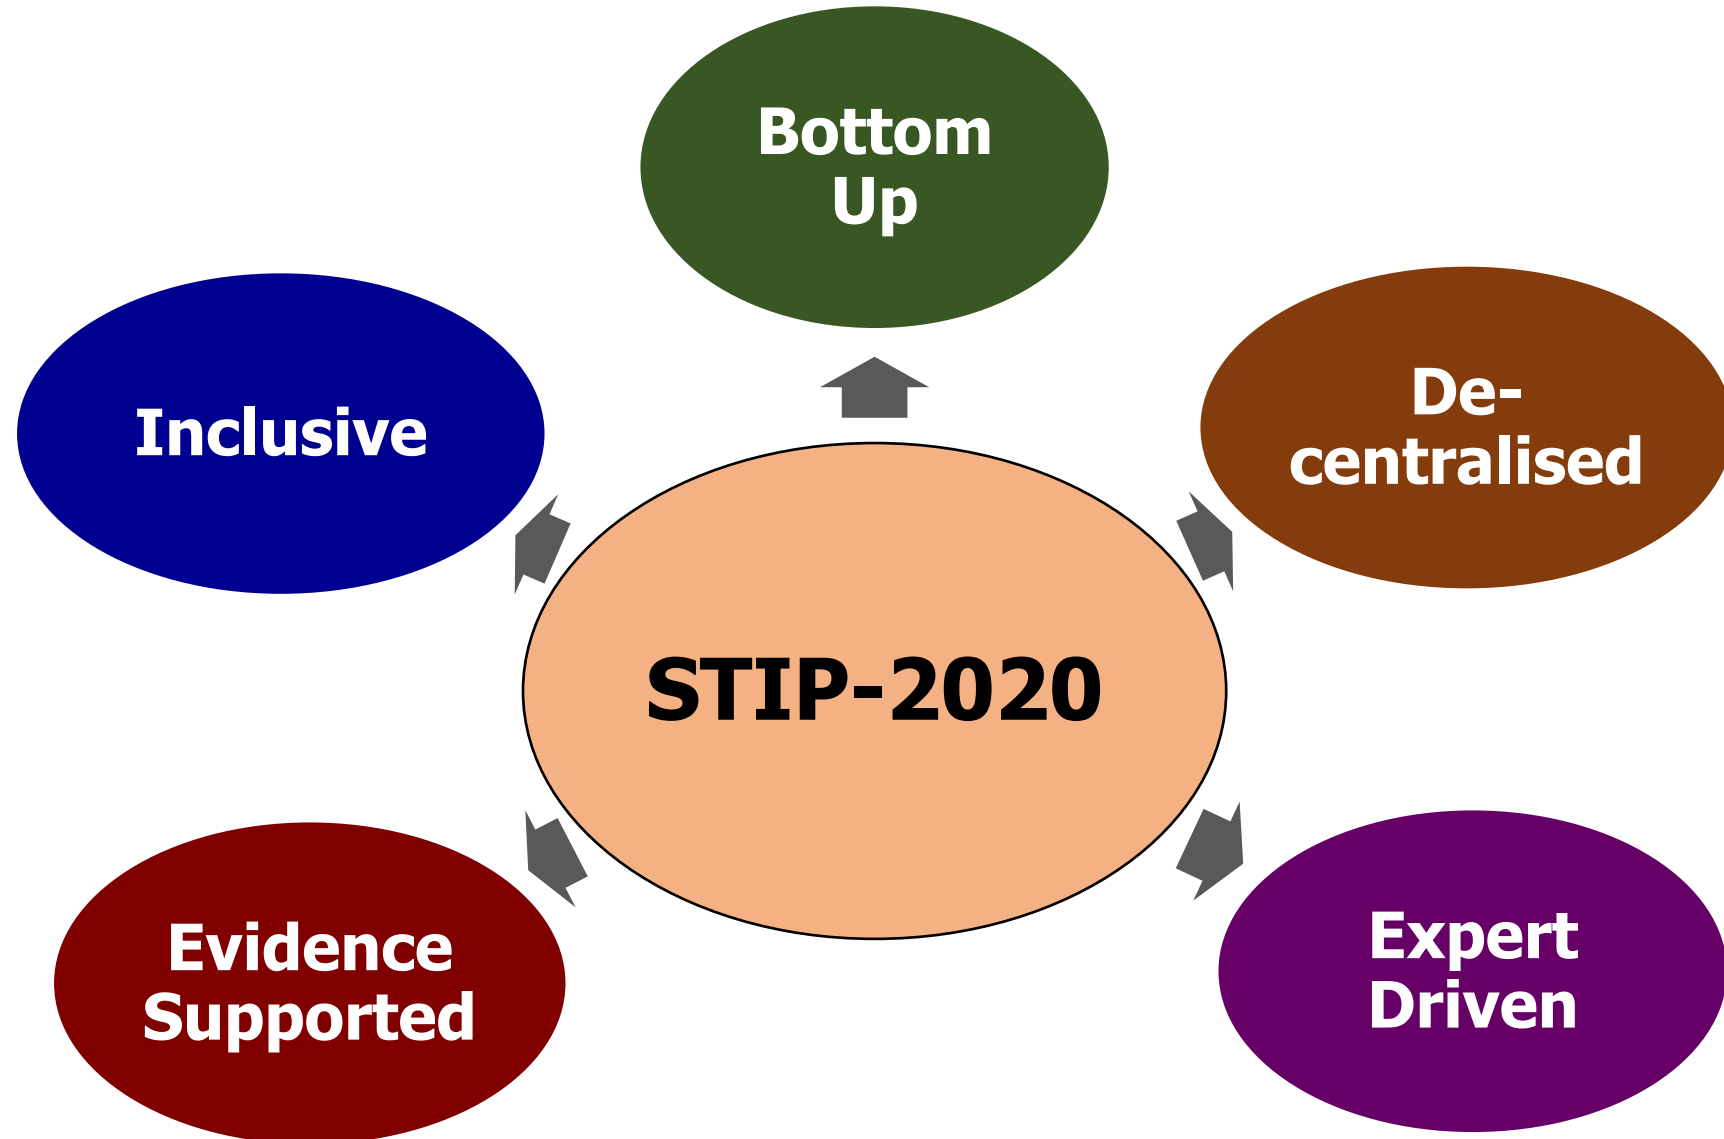 Bottom
Up
Inclusive
De-
centralised
STIP-2020
Evidence
Supported
Expert
Driven